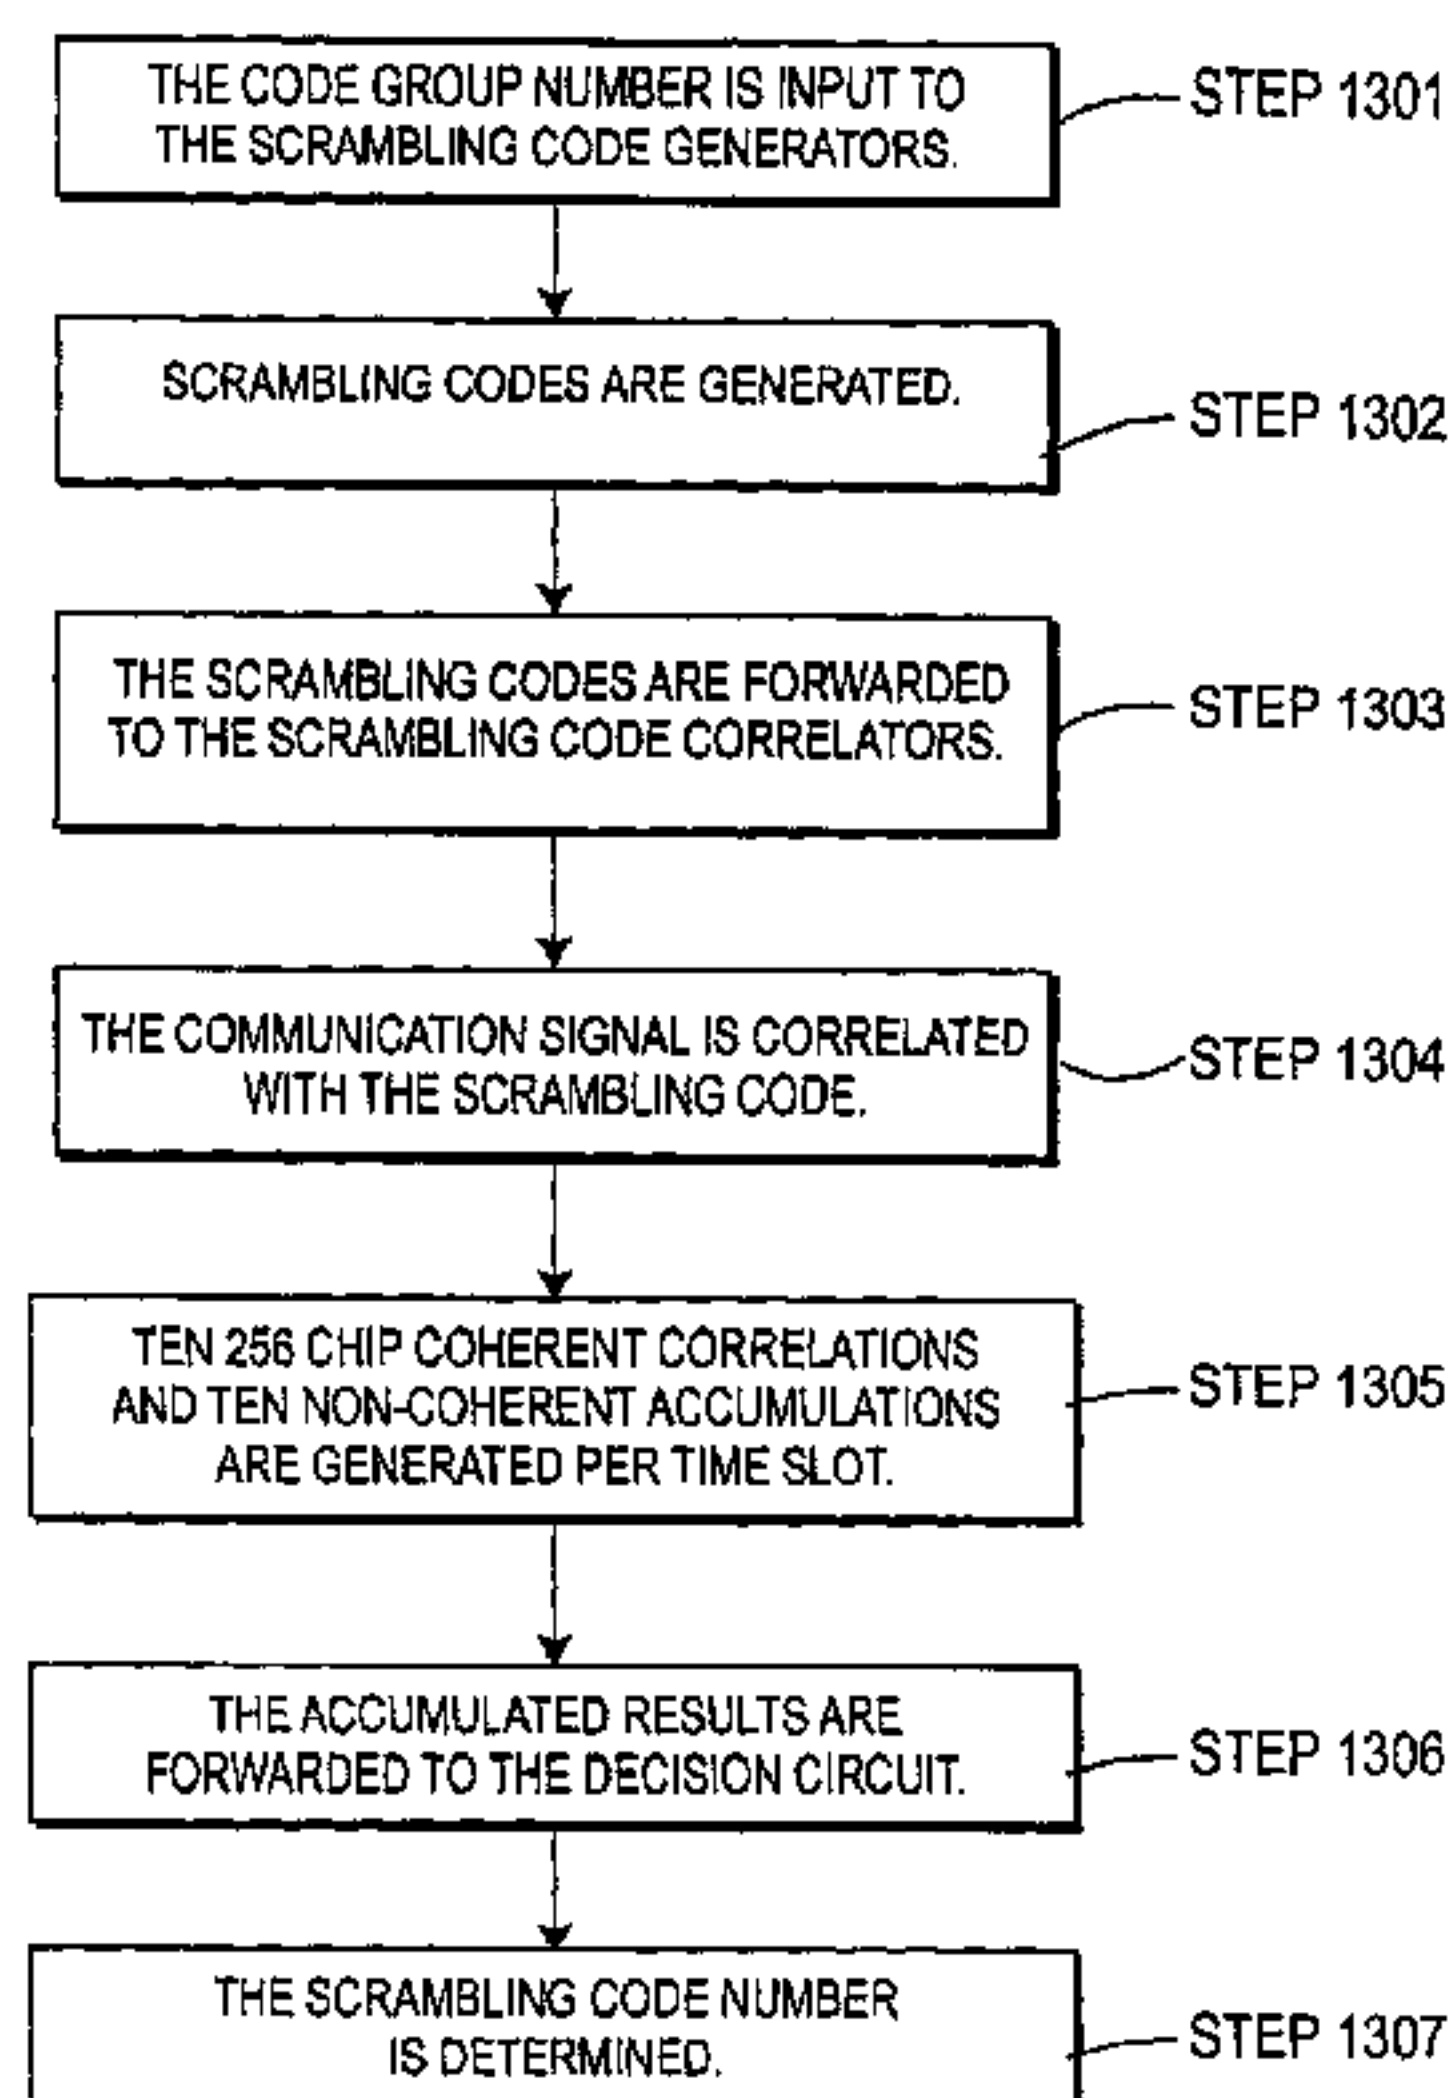 THE CODE GROUP NUMBER IS INPUT TO
THE SCRAMBLING CODE GENERATORS.
STEP 1301
SCRAMBLING CODES ARE GENERATED.
STEP 1302
THE SCRAMBLING CODES ARE FORWARDED
TO THE SCRAMBLING CODE CORRELATORS.
STEP 1303
THE COMMUNICATION SIGNAL IS CORRELATED
WITH THE SCRAMBLING CODE.
STEP 1304
TEN 256 CHIP COHERENT CORRELATIONS
AND TEN NON-COHERENT ACCUMULATIONS
ARE GENERATED PER TIME SLOT.
STEP 1305
THE ACCUMULATED RESULTS ARE
FORWARDED TO THE DECISION CIRCUIT.
STEP 1306
THE SCRAMBLING CODE NUMBER
IS DETERMINED.
STEP 1307